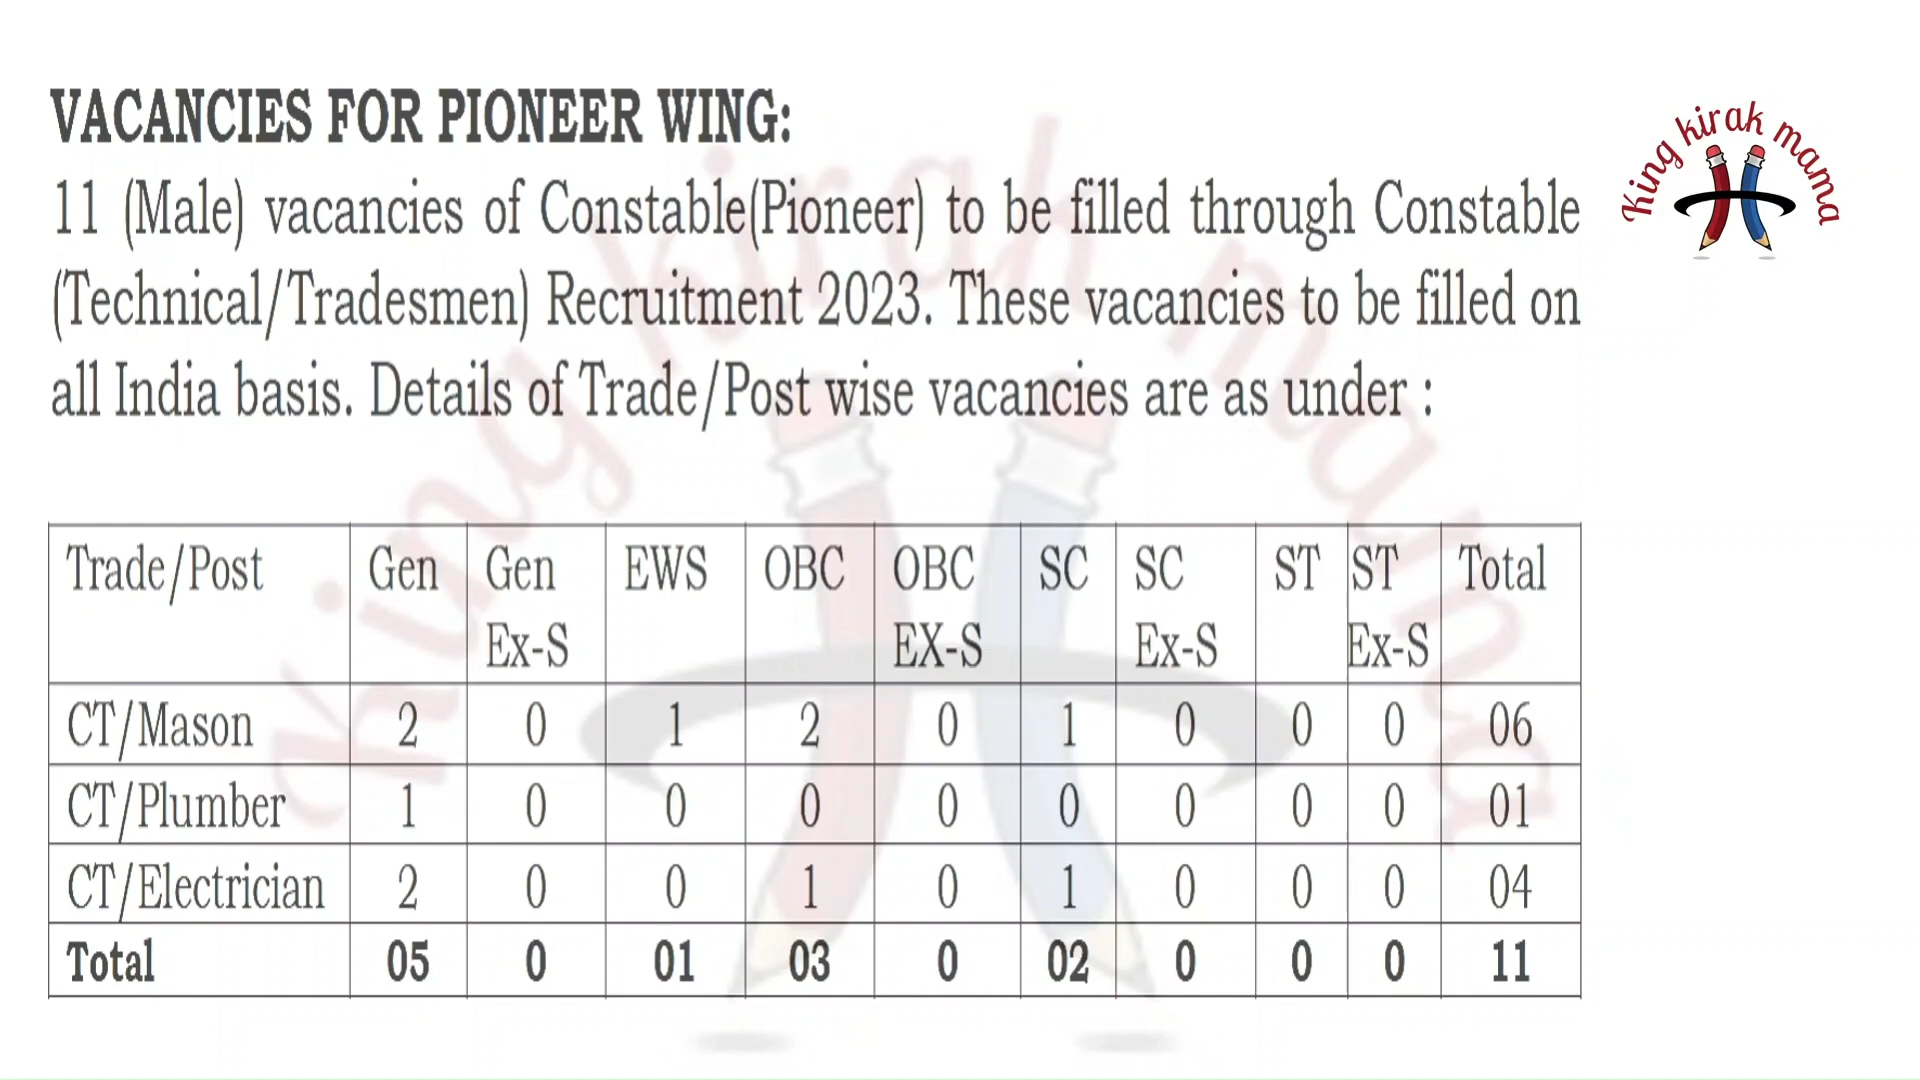 VACANCIES FOR PIONEER WING:
11 (Male) vacancies of Constable(Pioneer) to be filled through Constable
(Technical/Tradesmen) Recruitment 2023. These vacancies to be filled on
all India basis. Details of Trade/Post wise vacancies are as under :
King kirak mama
Trade/Post Gen Gen Ex-S EWS OBC OBC EX-S SC SC Ex-S ST ST Ex-S Total
CT/Mason 2 0 1 2 0 1 0 0 0 06
CT/Plumber 1 0 0 0 0 0 0 0 0 01
CT/Electrician 2 0 0 1 0 1 0 0 0 04
Total 05 0 01 03 0 02 0 0 0 11
King kirak mama